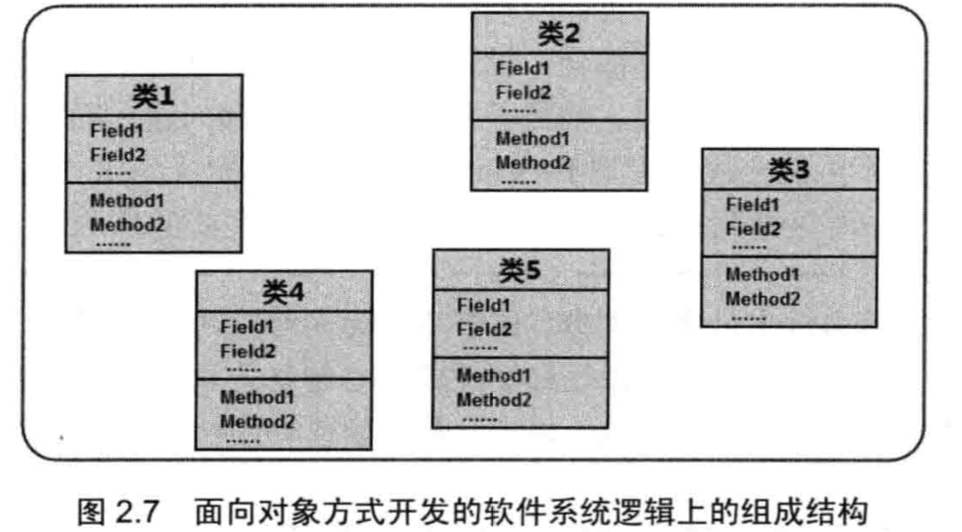 类1
Field1
Field2
......
Method1
Method2
......
类2
Field1
Field2
......
Method1
Method2
......
类3
Field1
Field2
......
Method1
Method2
......
类4
Field1
Field2
......
Method1
Method2
......
类5
Field1
Field2
......
Method1
Method2
......
图 2.7 面向对象方式开发的软件系统逻辑上的组成结构